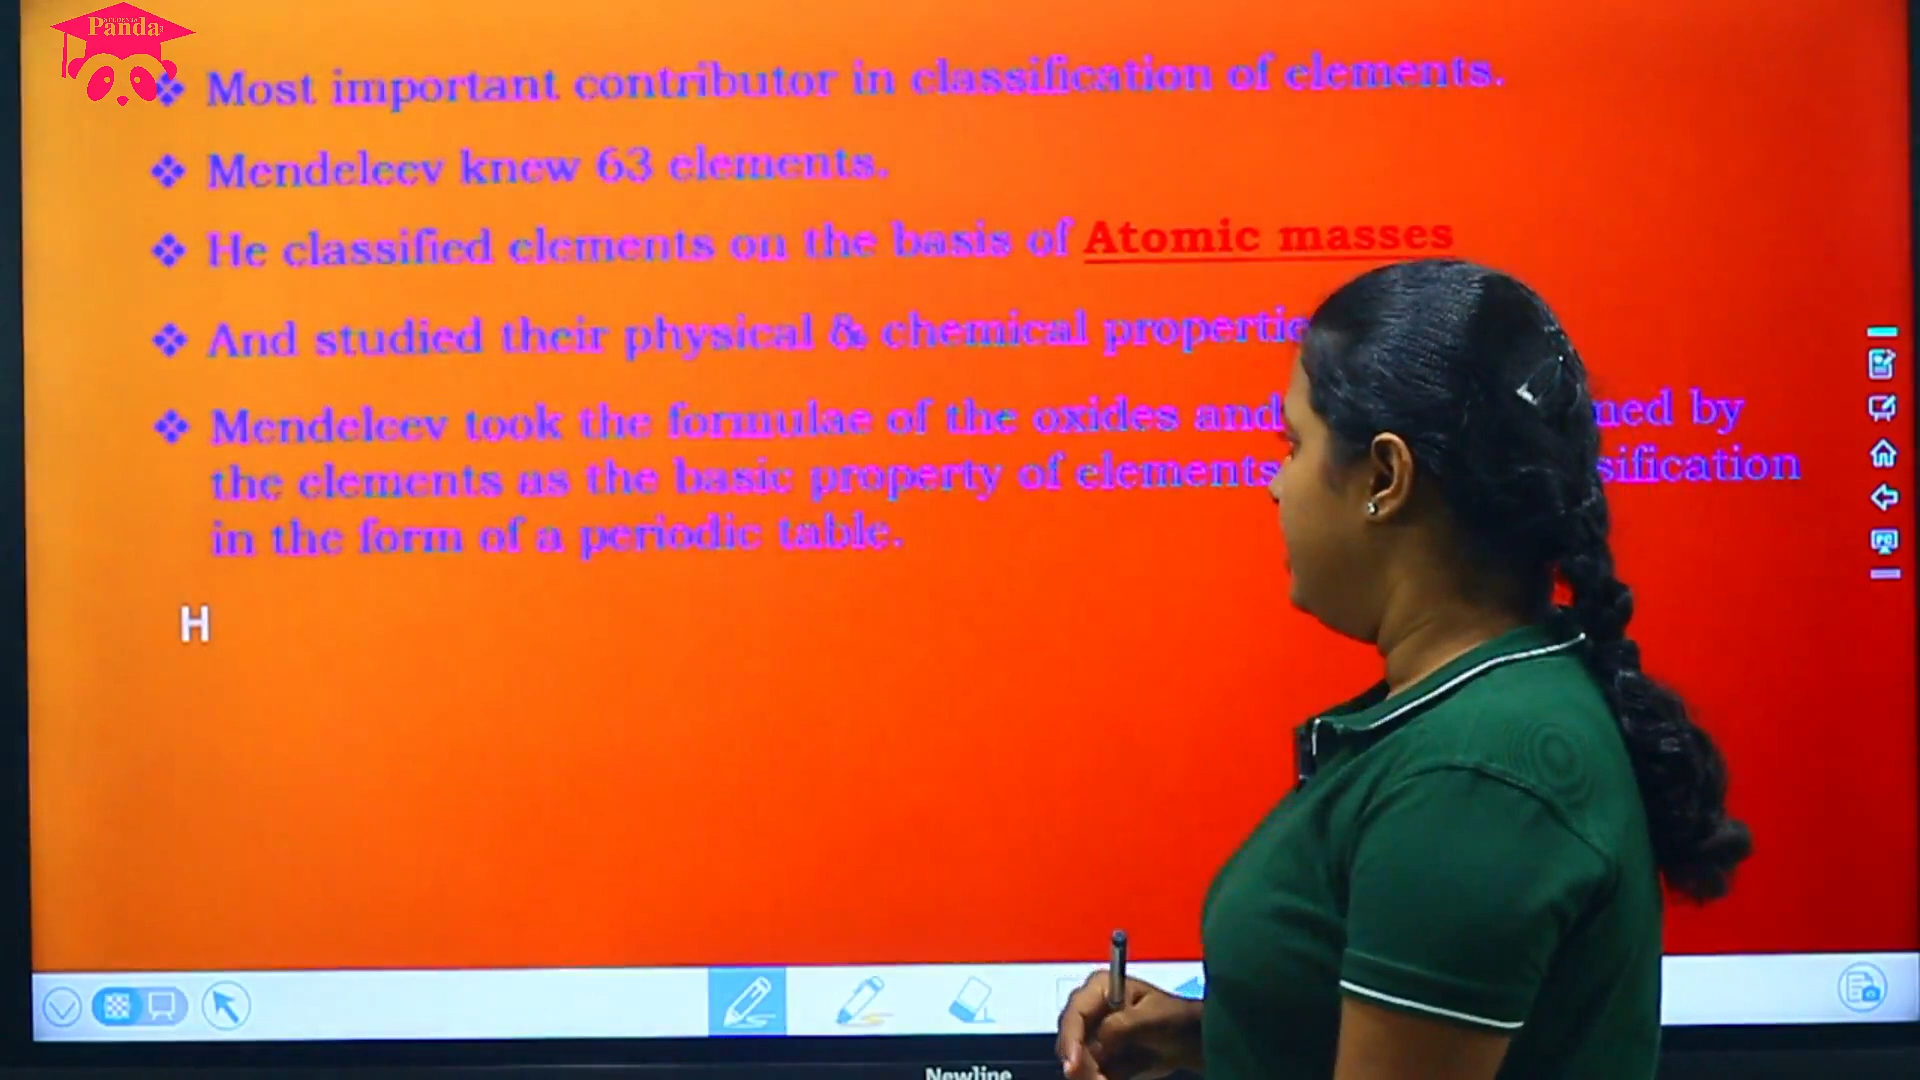 STUDENTS
Panda
Most important contributor in classification of elements.
Mendeleev knew 63 elements.
He classified elements on the basis of Atomic masses
And studied their physical & chemical propertie
Mendeleev took the formulae of the oxides and ned by
the elements as the basic property of elements sification
in the form of a periodic table.
H
PC
Newline